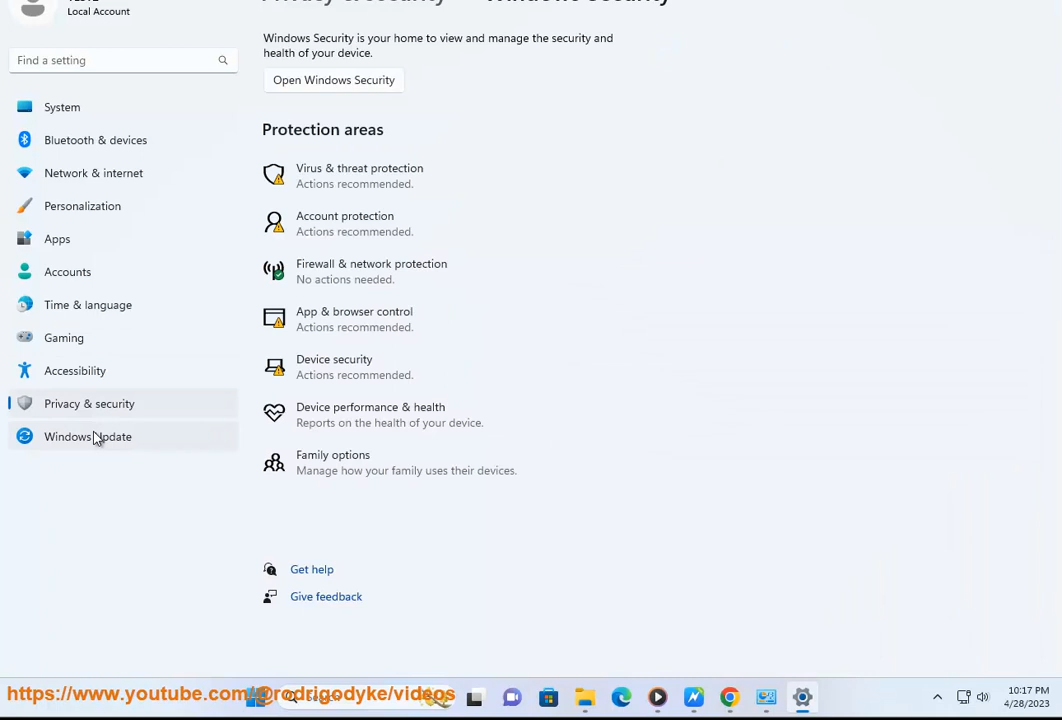 Local Account
Privacy & security
Windows Security
Windows Security is your home to view and manage the security and
health of your device.
Find a setting
Open Windows Security
System
Bluetooth & devices
Network & internet
Personalization
Apps
Accounts
Time & language
Gaming
Accessibility
Privacy & security
Windows Update
Protection areas
Virus & threat protection
Actions recommended.
Account protection
Actions recommended.
Firewall & network protection
No actions needed.
App & browser control
Actions recommended.
Device security
Actions recommended.
Device performance & health
Reports on the health of your device.
Family options
Manage how your family uses their devices.
Get help
Give feedback
https://www.youtube.com/@rodrigodyke/videos
Search
10:17 PM
4/28/2023